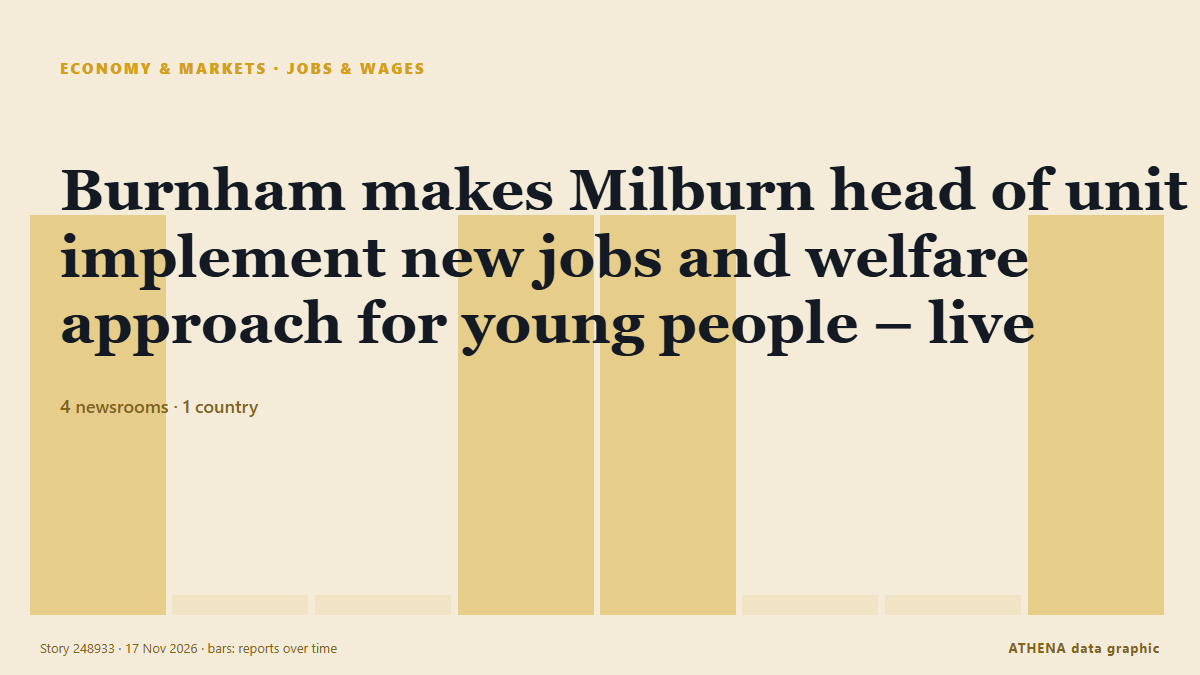 ECONOMY & MARKETS · JOBS & WAGES
Burnham makes Milburn head of unit
implement new jobs and welfare
approach for young people – live
4 newsrooms · 1 country
Story 248933 · 17 Nov 2026 · bars: reports over time
ATHENA data graphic